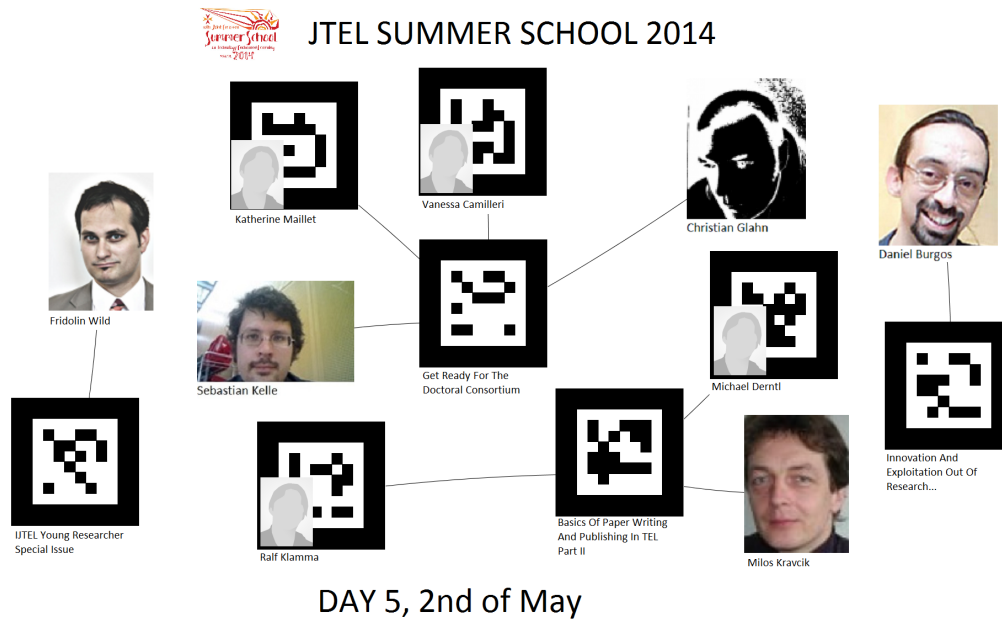 Summer School
2014
JTEL SUMMER SCHOOL 2014
Katherine Maillet
Vanessa Camilleri
Christian Glahn
Daniel Burgos
Fridolin Wild
Sebastian Kelle
Get Ready For The
Doctoral Consortium
Michael Derntl
Innovation And
Exploitation Out Of
Research...
IJTEL Young Researcher
Special Issue
Ralf Klamma
Basics Of Paper Writing
And Publishing In TEL
Part II
Milos Kravcik
DAY 5, 2nd of May